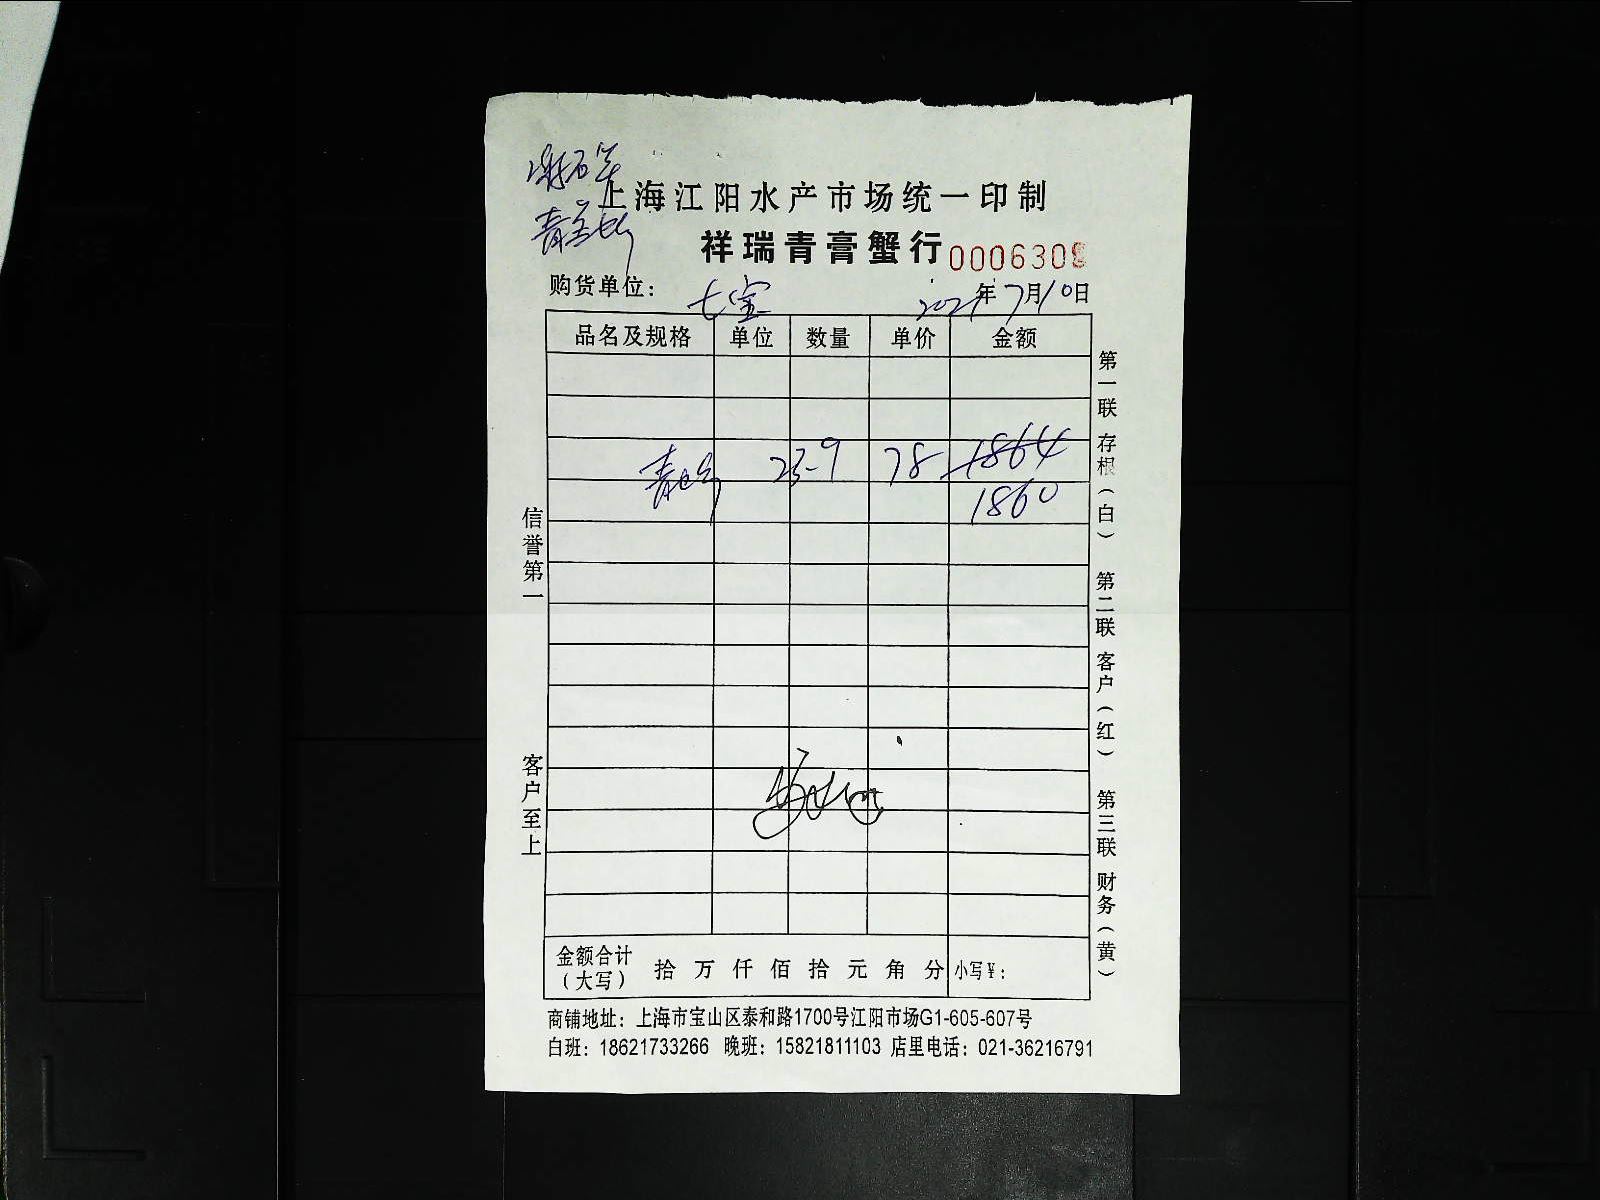 上海江阳水产市场统一印制
祥瑞青膏蟹行 0006309
购货单位： 七宝 2021年7月10日
品名及规格 单位 数量 单价 金额
青 23-9 78 1864
1860
信誉第一
客户至上
第一联 存根（白） 第二联 客户（红） 第三联 财务（黄）
金额合计（大写） 拾 万 仟 佰 拾 元 角 分 小写￥：
商铺地址：上海市宝山区泰和路1700号江阳市场G1-605-607号
白班：18621733266 晚班：15821811103 店里电话：021-36216791